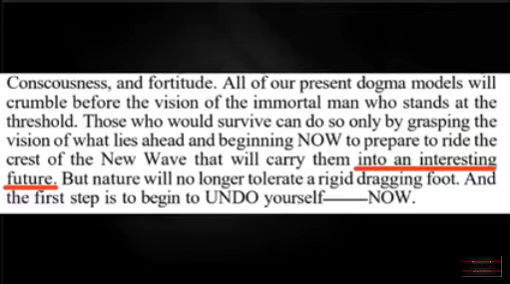 Conscousness, and fortitude. All of our present dogma models will
crumble before the vision of the immortal man who stands at the
threshold. Those who would survive can do so only by grasping the
vision of what lies ahead and beginning NOW to prepare to ride the
crest of the New Wave that will carry them into an interesting
future. But nature will no longer tolerate a rigid dragging foot. And
the first step is to begin to UNDO yourself——NOW.